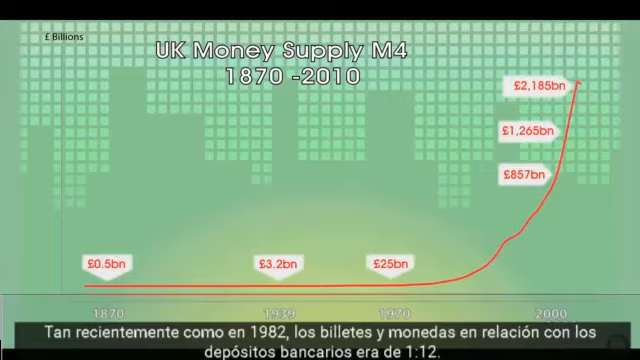 £ Billions
UK Money Supply M4
1870 -2010
£2,185bn
£1,265bn
£857bn
£0.5bn
£3.2bn
£25bn
1870
1939
1970
2000
Tan recientemente como en 1982, los billetes y monedas en relación con los
depósitos bancarios era de 1:12.